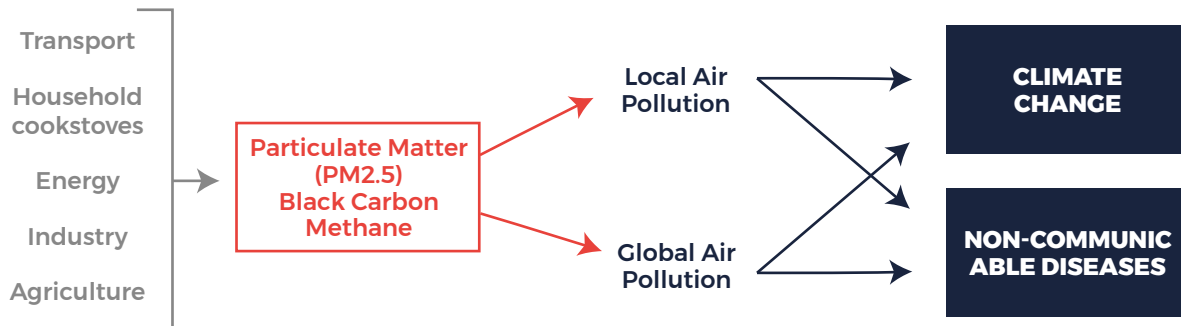 Transport
Household
cookstoves
Energy
Industry
Agriculture
Particulate Matter
(PM2.5)
Black Carbon
Methane
Local Air
Pollution
Global Air
Pollution
CLIMATE
CHANGE
NON-COMMUNIC
ABLE DISEASES